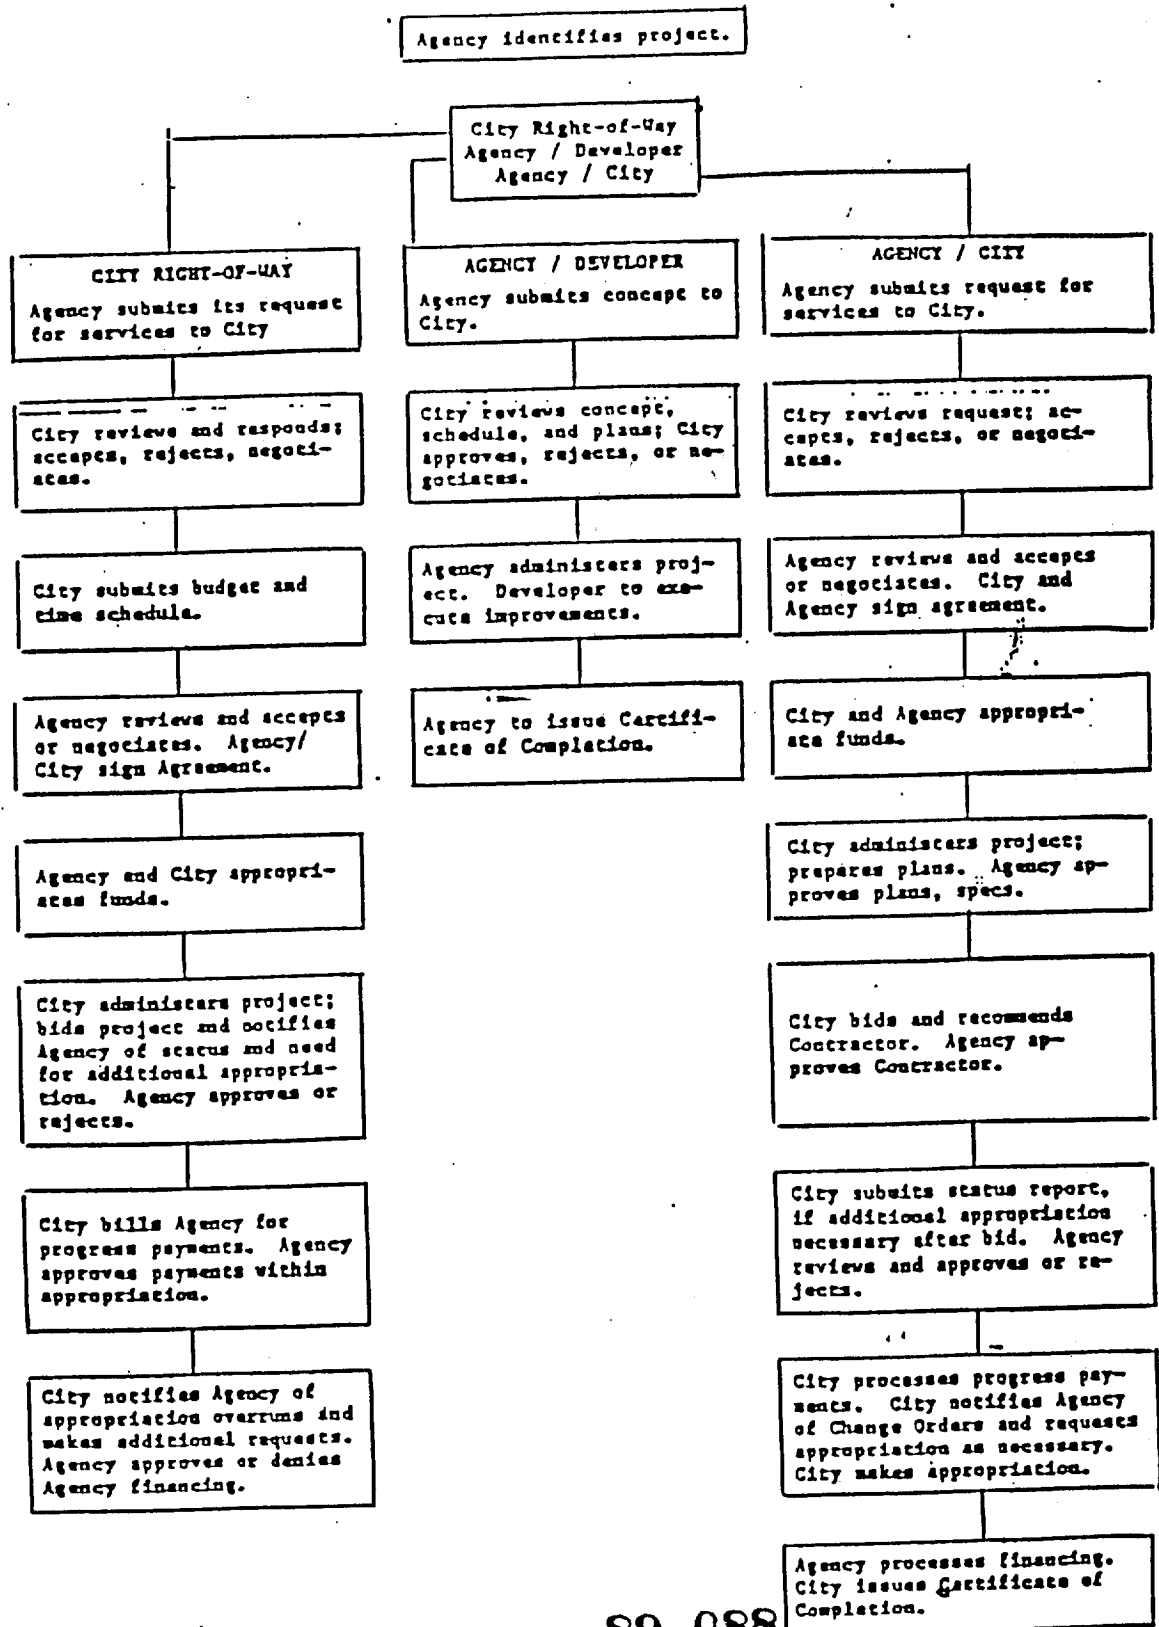 Agency identifies project.
City Right-of-Way
Agency / Developer
Agency / City
CITY RIGHT-OF-WAY
Agency submits its request
for services to City
City reviews and responds;
accepts, rejects, negoti-
ates.
City submits budget and
time schedule.
Agency reviews and accepts
or negotiates. Agency/
City sign Agreement.
Agency and City appropri-
ates funds.
City administers project;
bids project and notifies
Agency of status and need
for additional appropria-
tion. Agency approves or
rejects.
City bills Agency for
progress payments. Agency
approves payments within
appropriation.
City notifies Agency of
appropriation overruns and
makes additional requests.
Agency approves or denies
Agency financing.
AGENCY / DEVELOPER
Agency submits concept to
City.
City reviews concept,
schedule, and plans; City
approves, rejects, or ne-
gotiates.
Agency administers proj-
ect. Developer to exe-
cute improvements.
Agency to issue Certifi-
cate of Completion.
AGENCY / CITY
Agency submits request for
services to City.
City reviews request; ac-
cepts, rejects, or negoti-
ates.
Agency reviews and accepts
or negotiates. City and
Agency sign agreement.
City and Agency appropri-
ate funds.
City administers project;
prepares plans. Agency ap-
proves plans, specs.
City bids and recommends
Contractor. Agency ap-
proves Contractor.
City submits status report,
if additional appropriation
necessary after bid. Agency
reviews and approves or re-
jects.
City processes progress pay-
ments. City notifies Agency
of Change Orders and requests
appropriation as necessary.
City makes appropriation.
Agency processes financing.
City issues Certificate of
Completion.